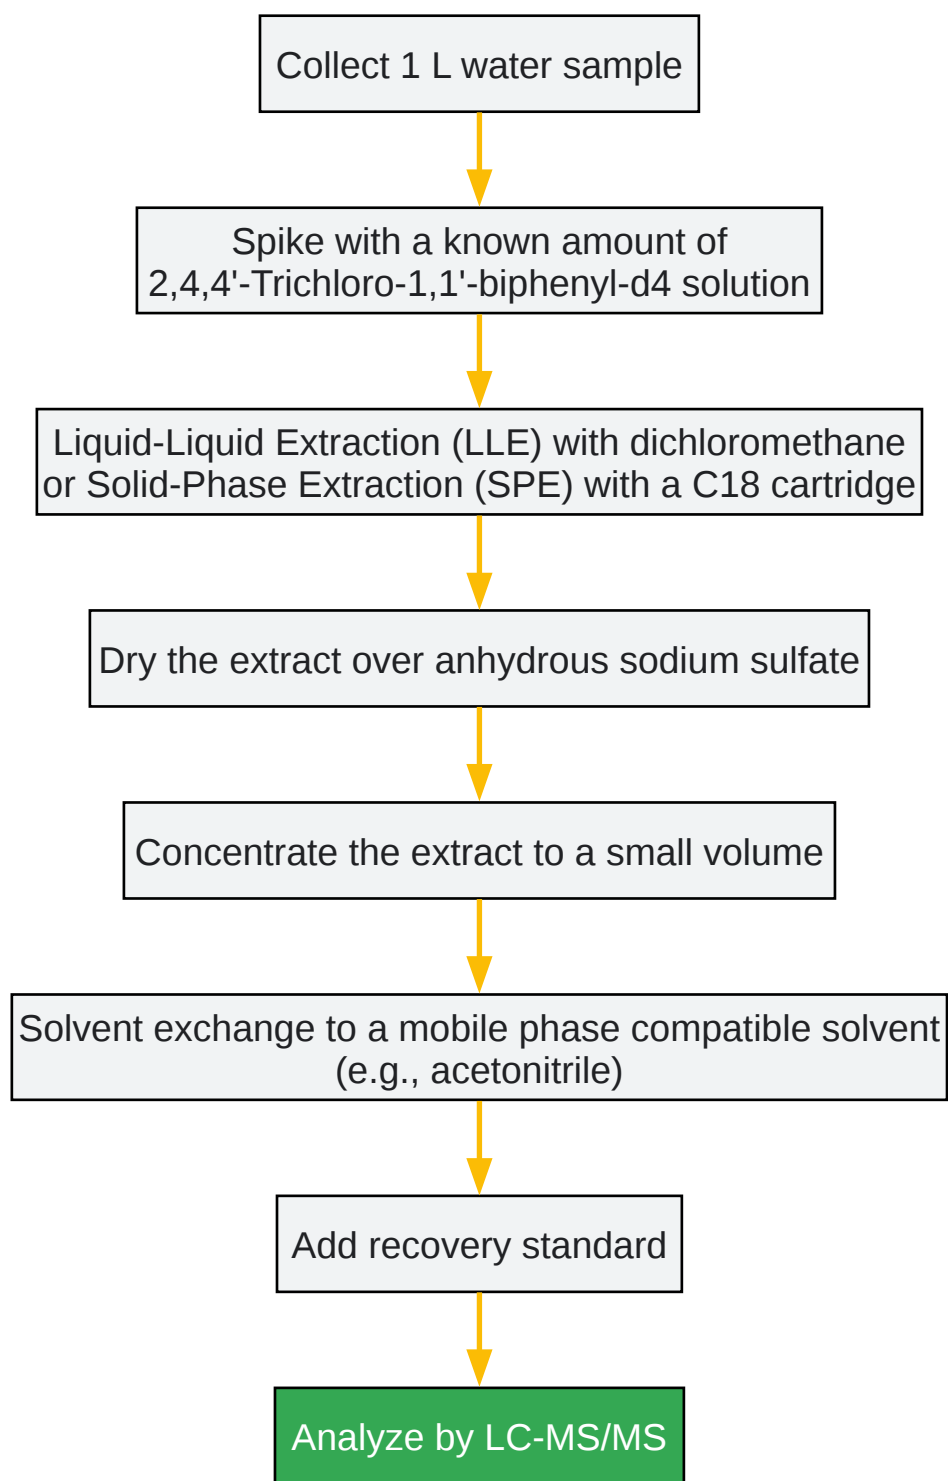 Collect 1 L water sample
Spike with a known amount of
2,4,4'-Trichloro-1,1'-biphenyl-d4 solution
Liquid-Liquid Extraction (LLE) with dichloromethane
or Solid-Phase Extraction (SPE) with a C18 cartridge
Dry the extract over anhydrous sodium sulfate
Concentrate the extract to a small volume
Solvent exchange to a mobile phase compatible solvent
(e.g., acetonitrile)
Add recovery standard
Analyze by LC-MS/MS